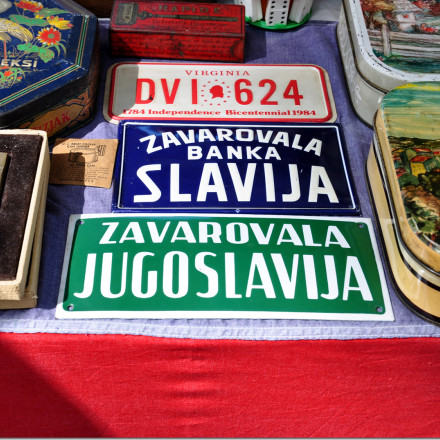 VIRGINIA
DVI 624
1784 Independence Bicentennial 1984
ZAVAROVALA
BANKA
SLAVIJA
ZAVAROVALA
JUGOSLAVIJA